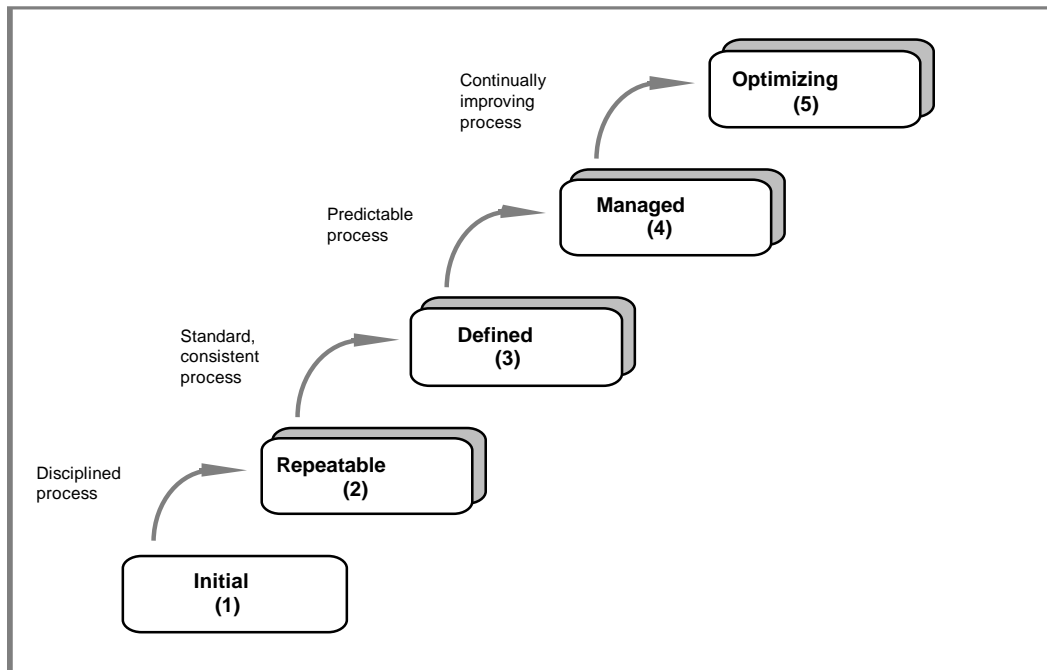 Continually
improving
process
Optimizing
(5)
Predictable
process
Managed
(4)
Standard,
consistent
process
Defined
(3)
Disciplined
process
Repeatable
(2)
Initial
(1)